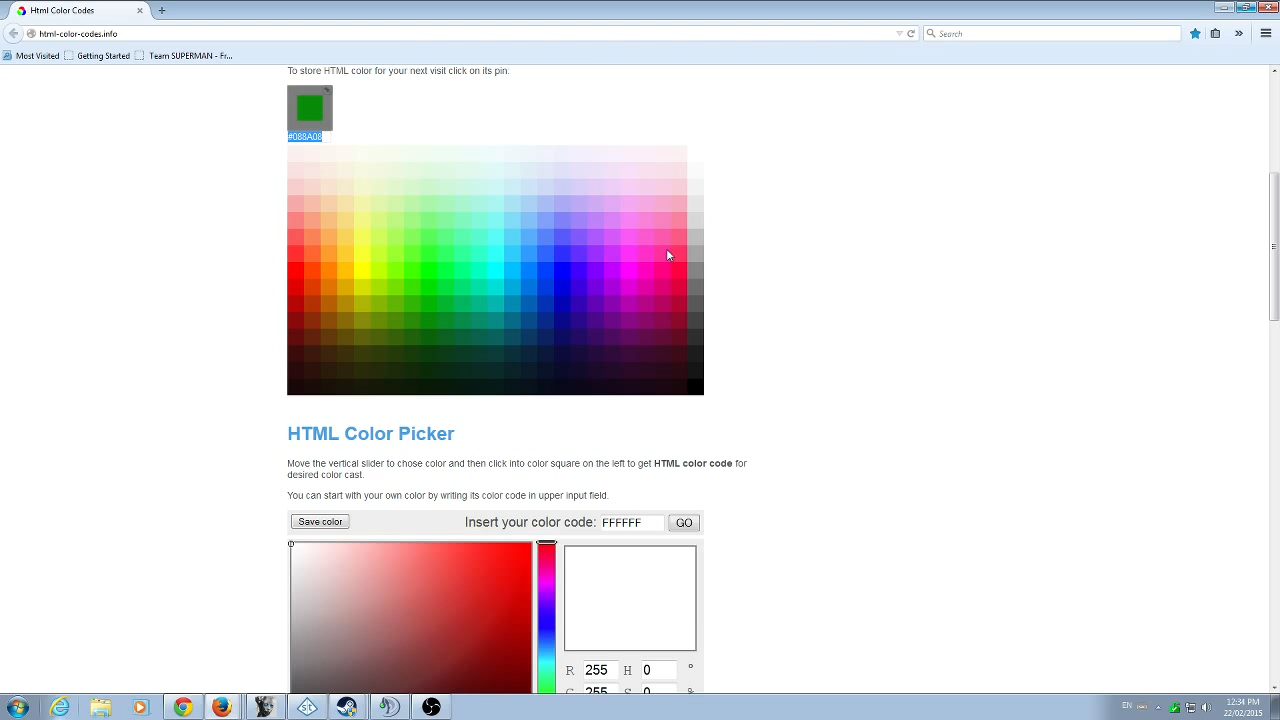 Html Color Codes
html-color-codes.info
Search
Most Visited
Getting Started
Team SUPERMAN - Fr...
To store HTML color for your next visit click on its pin:
#088A08
HTML Color Picker
Move the vertical slider to chose color and then click into color square on the left to get HTML color code for
desired color cast.
You can start with your own color by writing its color code in upper input field.
Save color
Insert your color code: FFFFFF GO
R 255 H 0 °
EN
12:34 PM
22/02/2015